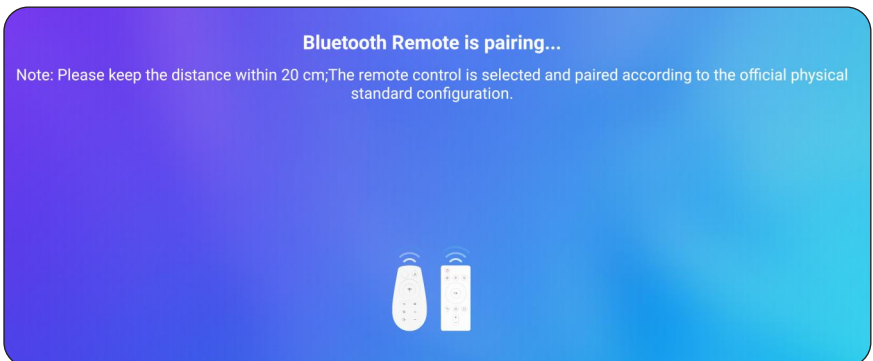 Bluetooth Remote is pairing...
Note: Please keep the distance within 20 cm;The remote control is selected and paired according to the official physical
standard configuration.